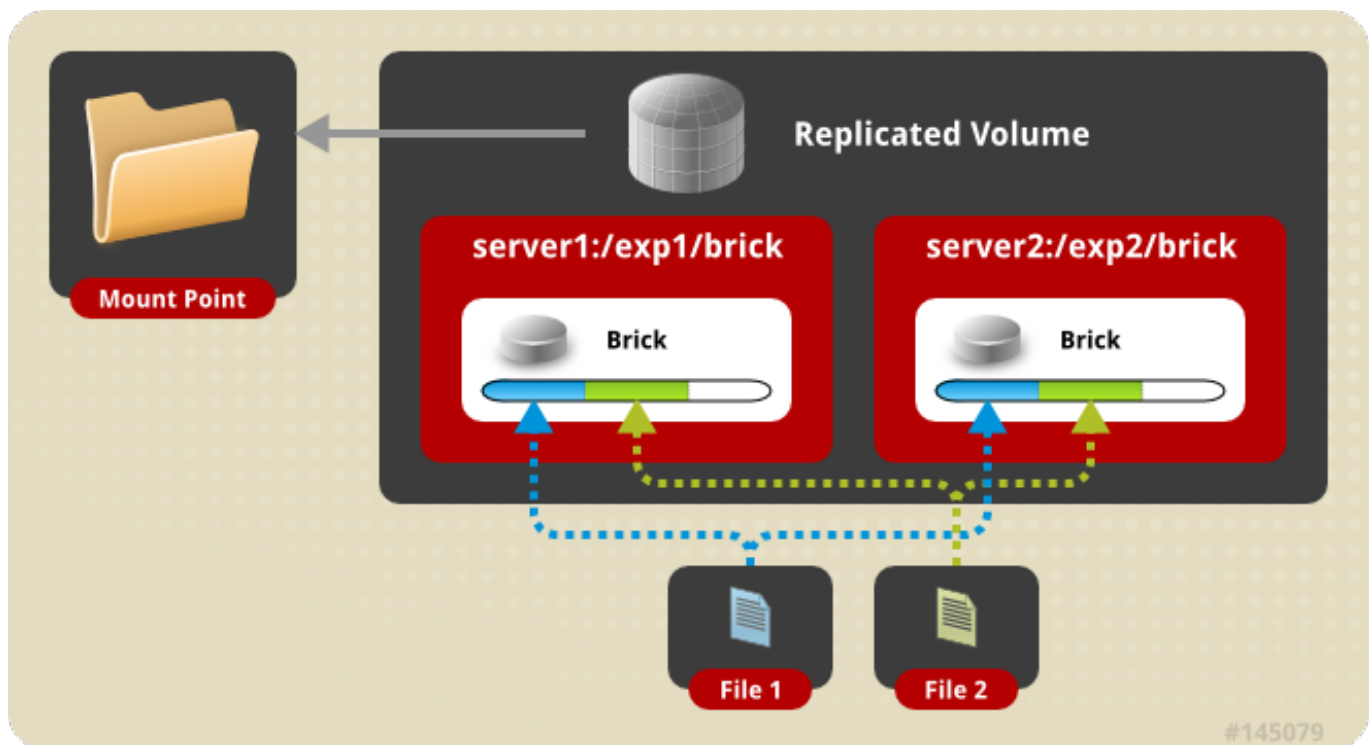 Replicated Volume
Mount Point
server1:/exp1/brick
server2:/exp2/brick
Brick
Brick
File 1
File 2
#145079